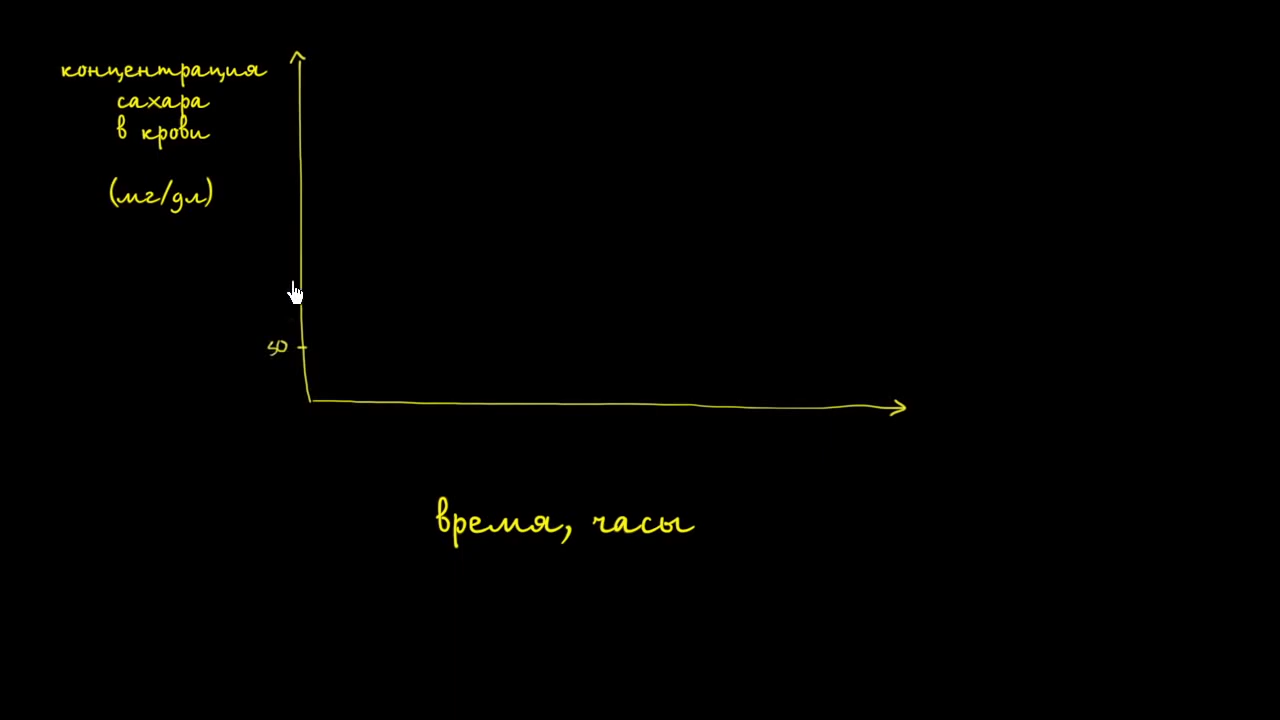 концентрация
сахара
в крови
(мг/дл)
50
время, часы